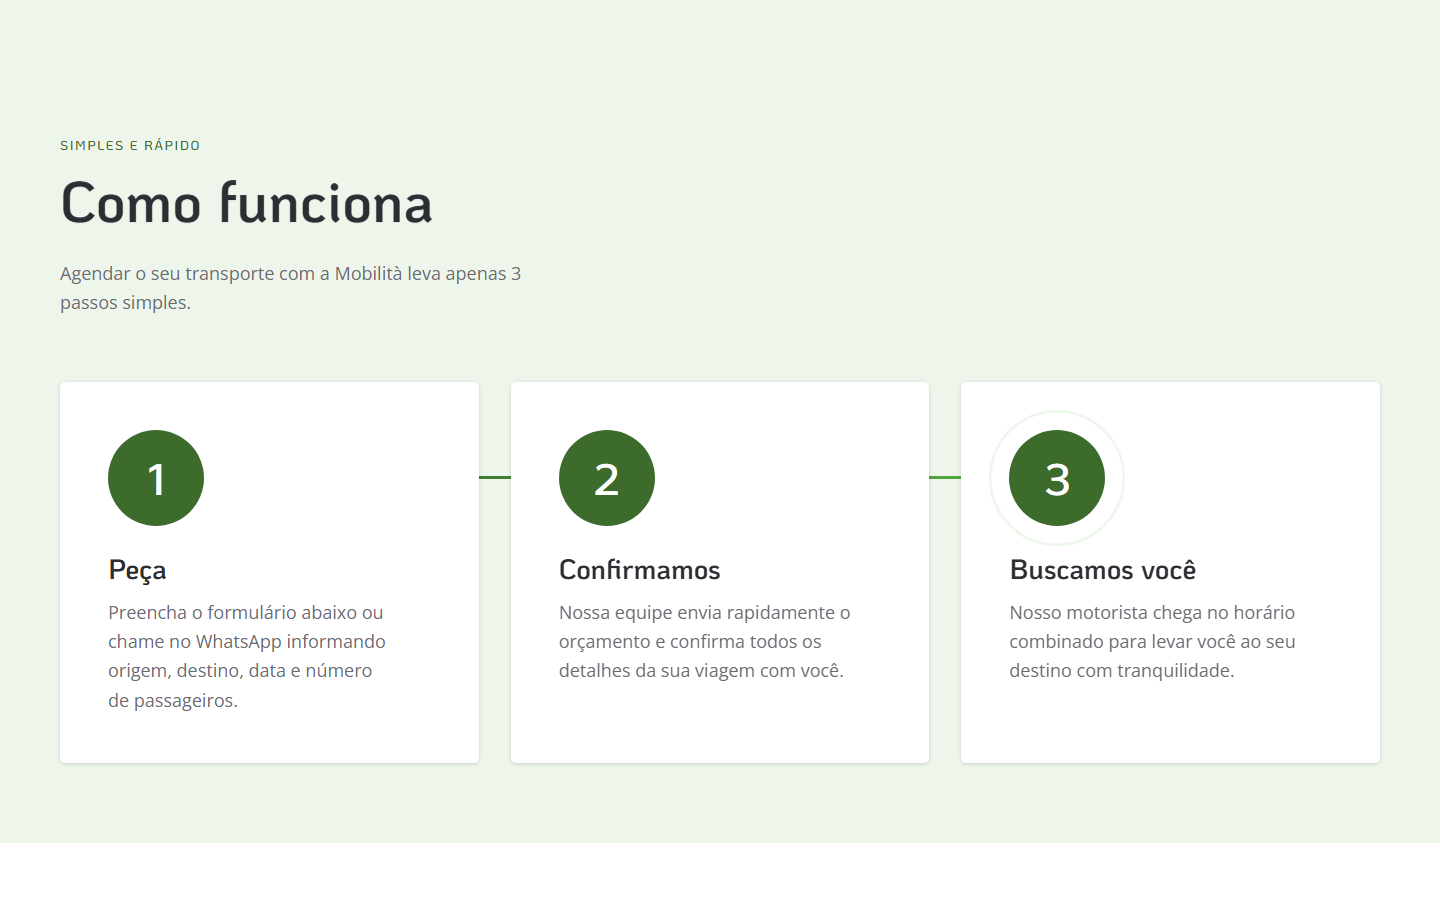 SIMPLES E RÁPIDO
Como funciona
Agendar o seu transporte com a Mobilità leva apenas 3
passos simples.
1
Peça
Preencha o formulário abaixo ou
chame no WhatsApp informando
origem, destino, data e número
de passageiros.
2
Confirmamos
Nossa equipe envia rapidamente o
orçamento e confirma todos os
detalhes da sua viagem com você.
3
Buscamos você
Nosso motorista chega no horário
combinado para levar você ao seu
destino com tranquilidade.